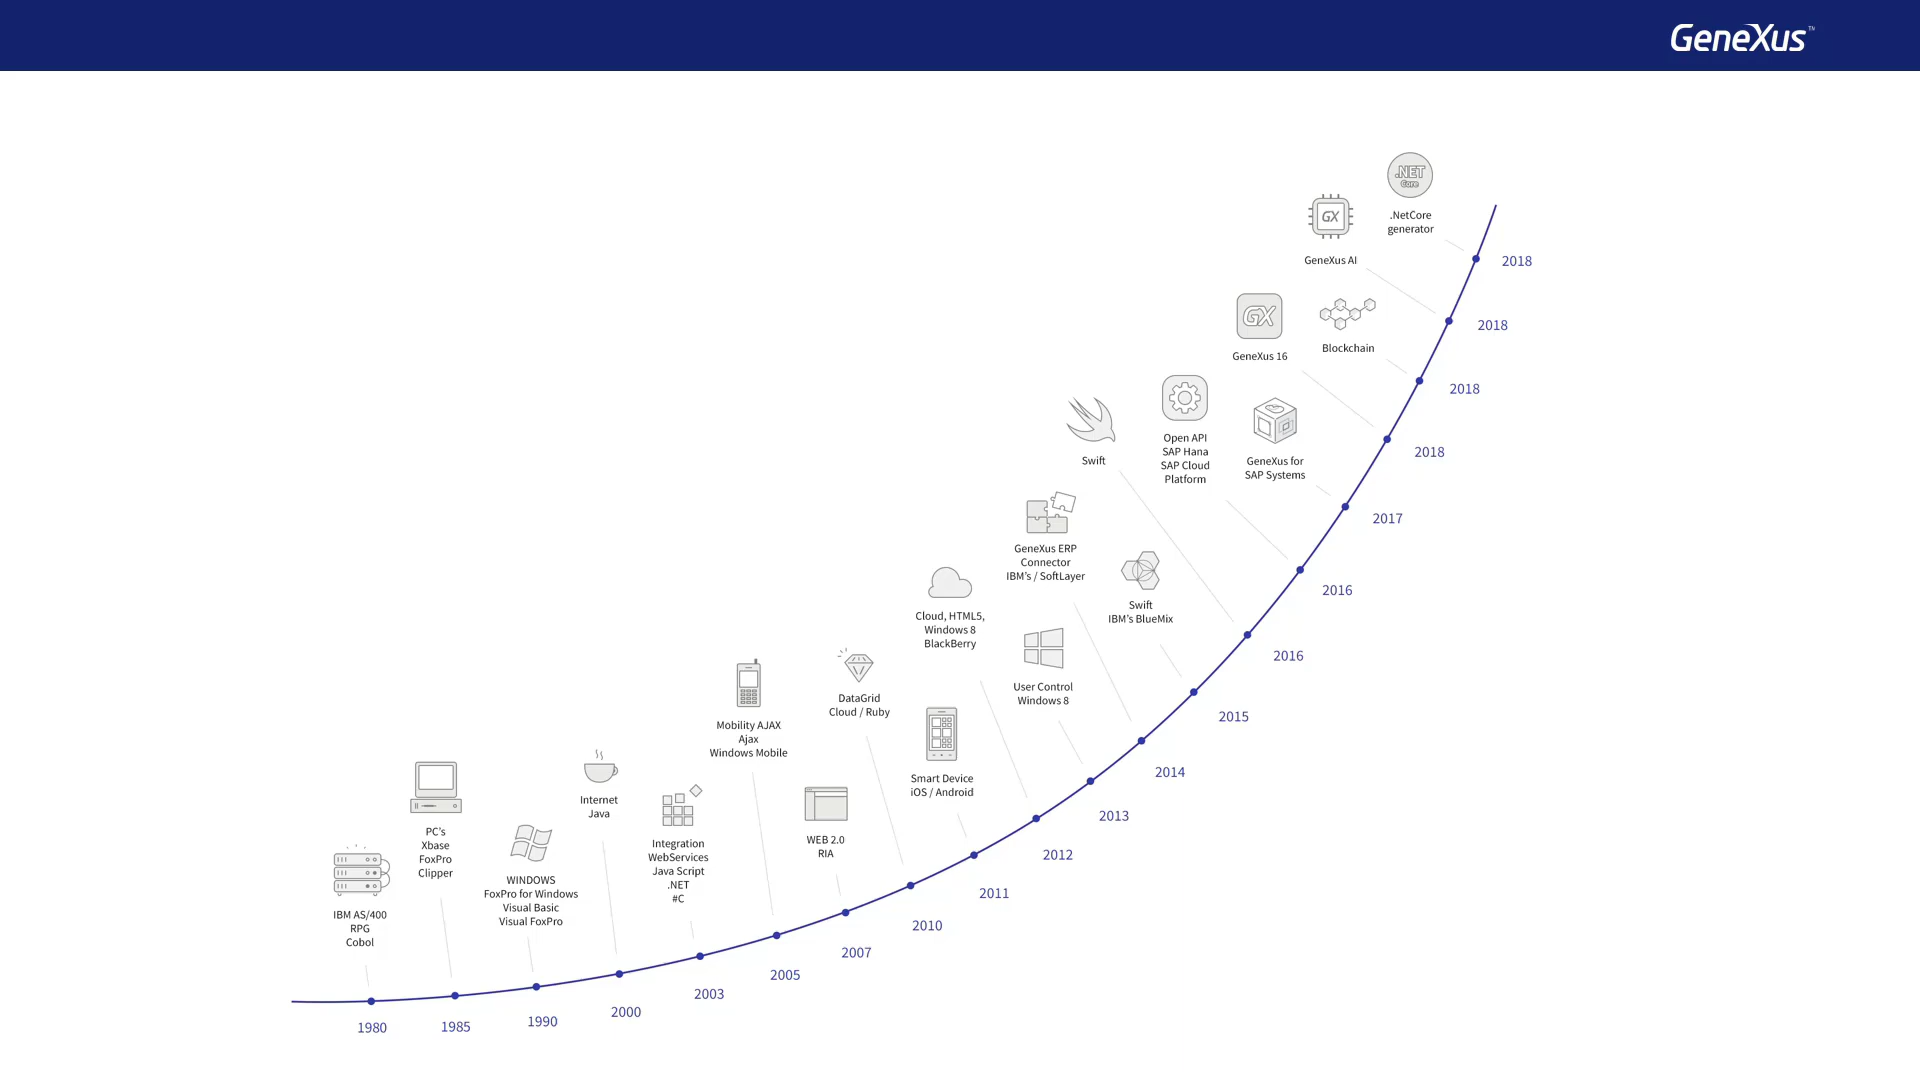 GeneXus™
.NET
Core
.NetCore
generator
GX
GeneXus AI
2018
GX
GeneXus 16
Blockchain
2018
2018
Swift
Open API
SAP Hana
SAP Cloud
Platform
GeneXus for
SAP Systems
2018
2017
GeneXus ERP
Connector
IBM's / SoftLayer
Swift
IBM's BlueMix
2016
Cloud, HTML5,
Windows 8
BlackBerry
User Control
Windows 8
2016
Mobility AJAX
Ajax
Windows Mobile
DataGrid
Cloud / Ruby
2015
Smart Device
iOS / Android
2014
Internet
Java
2013
PC's
Xbase
FoxPro
Clipper
Integration
WebServices
Java Script
.NET
#C
WEB 2.0
RIA
2012
WINDOWS
FoxPro for Windows
Visual Basic
Visual FoxPro
2011
IBM AS/400
RPG
Cobol
2010
2007
2005
2003
2000
1990
1985
1980